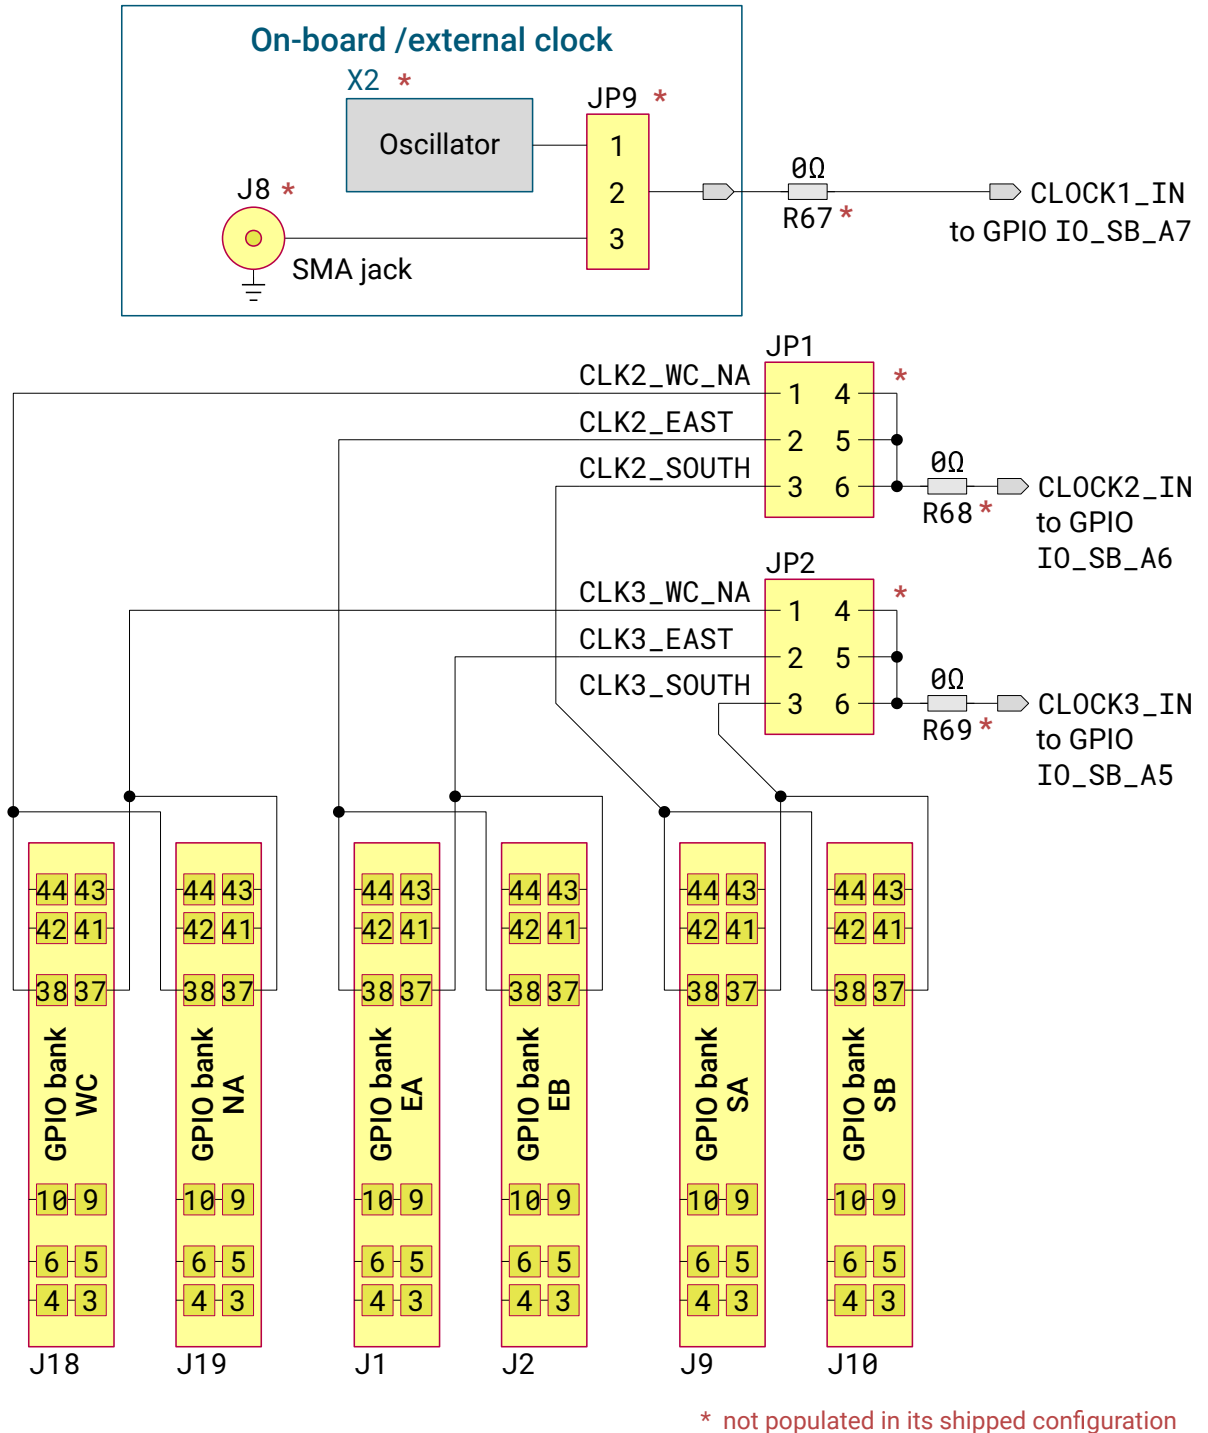 On-board /external clock
X2 *
JP9 *
Oscillator
1
0Ω
J8 *
2
CLOCK1_IN
R67 *
to GPIO IO_SB_A7
3
SMA jack
JP1
CLK2_WC_NA
*
1 4
CLK2_EAST
2 5
CLK2_SOUTH
0Ω
3 6
CLOCK2_IN
R68 *
to GPIO
IO_SB_A6
JP2
CLK3_WC_NA
*
1 4
CLK3_EAST
2 5
CLK3_SOUTH
0Ω
3 6
CLOCK3_IN
R69 *
to GPIO
IO_SB_A5
44 43 44 43 44 43 44 43 44 43 44 43
42 41 42 41 42 41 42 41 42 41 42 41
38 37 38 37 38 37 38 37 38 37 38 37
GPIO bank
WC
GPIO bank
NA
GPIO bank
EA
GPIO bank
EB
GPIO bank
SA
GPIO bank
SB
10 9 10 9 10 9 10 9 10 9 10 9
6 5 6 5 6 5 6 5 6 5 6 5
4 3 4 3 4 3 4 3 4 3 4 3
J18 J19 J1 J2 J9 J10
* not populated in its shipped configuration